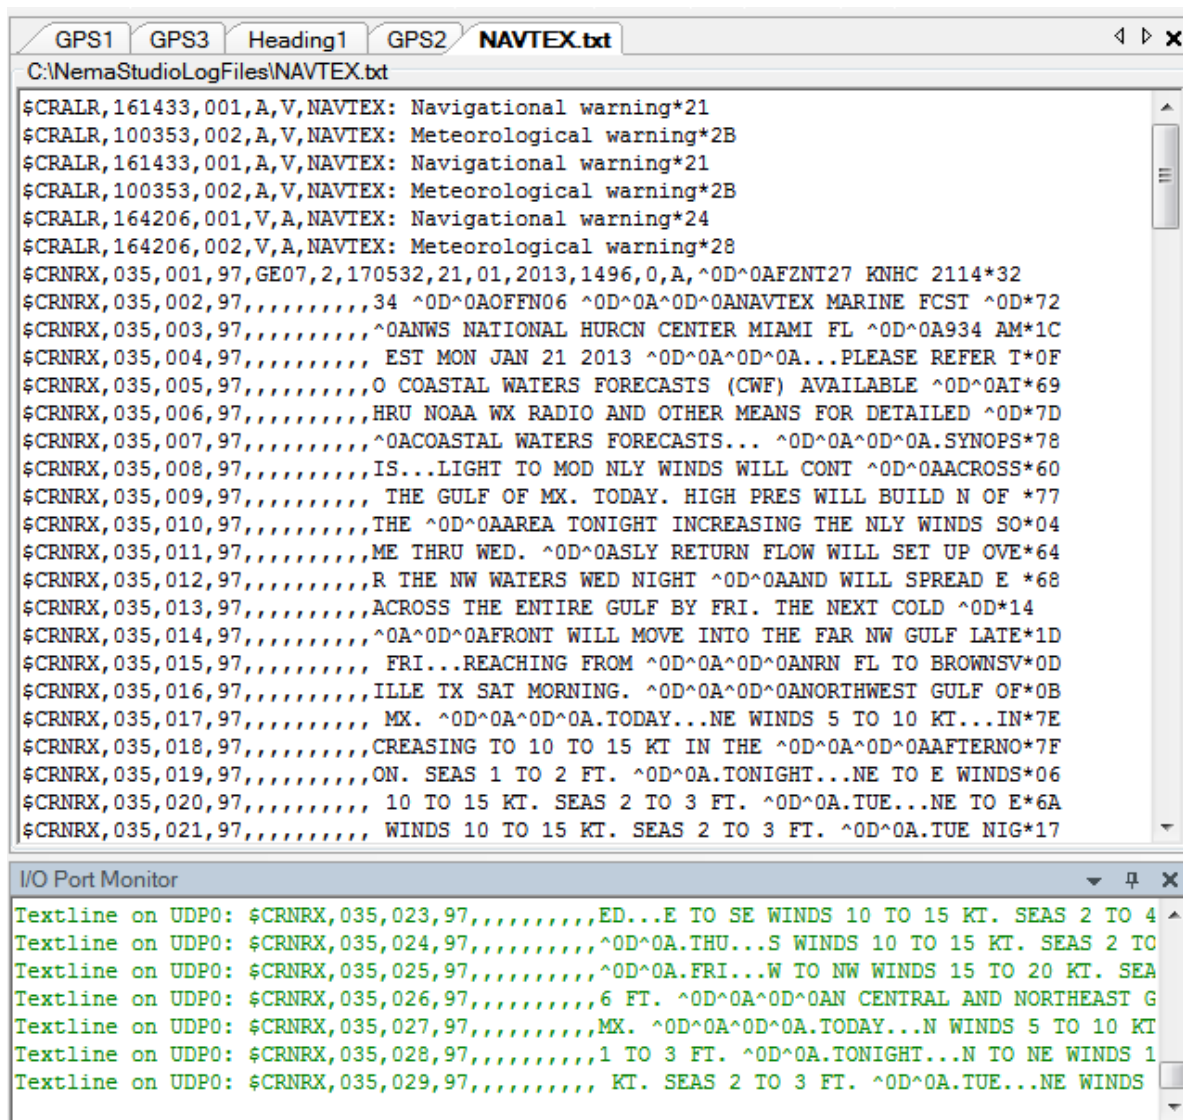 GPS1 GPS3 Heading1 GPS2 NAVTEX.txt
C:\NemaStudioLogFiles\NAVTEX.txt
$CRALR,161433,001,A,V,NAVTEX: Navigational warning*21
$CRALR,100353,002,A,V,NAVTEX: Meteorological warning*2B
$CRALR,161433,001,A,V,NAVTEX: Navigational warning*21
$CRALR,100353,002,A,V,NAVTEX: Meteorological warning*2B
$CRALR,164206,001,V,A,NAVTEX: Navigational warning*24
$CRALR,164206,002,V,A,NAVTEX: Meteorological warning*28
$CRNRX,035,001,97,GE07,2,170532,21,01,2013,1496,0,A,^0D^0AFZNT27 KNHC 2114*32
$CRNRX,035,002,97,,,,,,,,,,34 ^0D^0AOFFN06 ^0D^0A^0D^0ANAVTEX MARINE FCST ^0D*72
$CRNRX,035,003,97,,,,,,,,,,^0ANWS NATIONAL HURCN CENTER MIAMI FL ^0D^0A934 AM*1C
$CRNRX,035,004,97,,,,,,,,,, EST MON JAN 21 2013 ^0D^0A^0D^0A...PLEASE REFER T*0F
$CRNRX,035,005,97,,,,,,,,,,O COASTAL WATERS FORECASTS (CWF) AVAILABLE ^0D^0AT*69
$CRNRX,035,006,97,,,,,,,,,,HRU NOAA WX RADIO AND OTHER MEANS FOR DETAILED ^0D*7D
$CRNRX,035,007,97,,,,,,,,,,^0ACOASTAL WATERS FORECASTS... ^0D^0A^0D^0A.SYNOPS*78
$CRNRX,035,008,97,,,,,,,,,,IS...LIGHT TO MOD NLY WINDS WILL CONT ^0D^0AACROSS*60
$CRNRX,035,009,97,,,,,,,,,, THE GULF OF MX. TODAY. HIGH PRES WILL BUILD N OF *77
$CRNRX,035,010,97,,,,,,,,,,THE ^0D^0AAREA TONIGHT INCREASING THE NLY WINDS SO*04
$CRNRX,035,011,97,,,,,,,,,,ME THRU WED. ^0D^0ASLY RETURN FLOW WILL SET UP OVE*64
$CRNRX,035,012,97,,,,,,,,,,R THE NW WATERS WED NIGHT ^0D^0AAND WILL SPREAD E *68
$CRNRX,035,013,97,,,,,,,,,,ACROSS THE ENTIRE GULF BY FRI. THE NEXT COLD ^0D*14
$CRNRX,035,014,97,,,,,,,,,,^0A^0D^0AFRONT WILL MOVE INTO THE FAR NW GULF LATE*1D
$CRNRX,035,015,97,,,,,,,,,, FRI...REACHING FROM ^0D^0A^0D^0ANRN FL TO BROWNSV*0D
$CRNRX,035,016,97,,,,,,,,,,ILLE TX SAT MORNING. ^0D^0A^0D^0ANORTHWEST GULF OF*0B
$CRNRX,035,017,97,,,,,,,,,, MX. ^0D^0A^0D^0A.TODAY...NE WINDS 5 TO 10 KT...IN*7E
$CRNRX,035,018,97,,,,,,,,,,CREASING TO 10 TO 15 KT IN THE ^0D^0A^0D^0AAFTERNO*7F
$CRNRX,035,019,97,,,,,,,,,,ON. SEAS 1 TO 2 FT. ^0D^0A.TONIGHT...NE TO E WINDS*06
$CRNRX,035,020,97,,,,,,,,,, 10 TO 15 KT. SEAS 2 TO 3 FT. ^0D^0A.TUE...NE TO E*6A
$CRNRX,035,021,97,,,,,,,,,, WINDS 10 TO 15 KT. SEAS 2 TO 3 FT. ^0D^0A.TUE NIG*17
I/O Port Monitor
Textline on UDP0: $CRNRX,035,023,97,,,,,,,,,,ED...E TO SE WINDS 10 TO 15 KT. SEAS 2 TO 4
Textline on UDP0: $CRNRX,035,024,97,,,,,,,,,,^0D^0A.THU...S WINDS 10 TO 15 KT. SEAS 2 TO
Textline on UDP0: $CRNRX,035,025,97,,,,,,,,,,^0D^0A.FRI...W TO NW WINDS 15 TO 20 KT. SEA
Textline on UDP0: $CRNRX,035,026,97,,,,,,,,,,6 FT. ^0D^0A^0D^0AN CENTRAL AND NORTHEAST G
Textline on UDP0: $CRNRX,035,027,97,,,,,,,,,,MX. ^0D^0A^0D^0A.TODAY...N WINDS 5 TO 10 KT
Textline on UDP0: $CRNRX,035,028,97,,,,,,,,,,1 TO 3 FT. ^0D^0A.TONIGHT...N TO NE WINDS 1
Textline on UDP0: $CRNRX,035,029,97,,,,,,,,,, KT. SEAS 2 TO 3 FT. ^0D^0A.TUE...NE WINDS